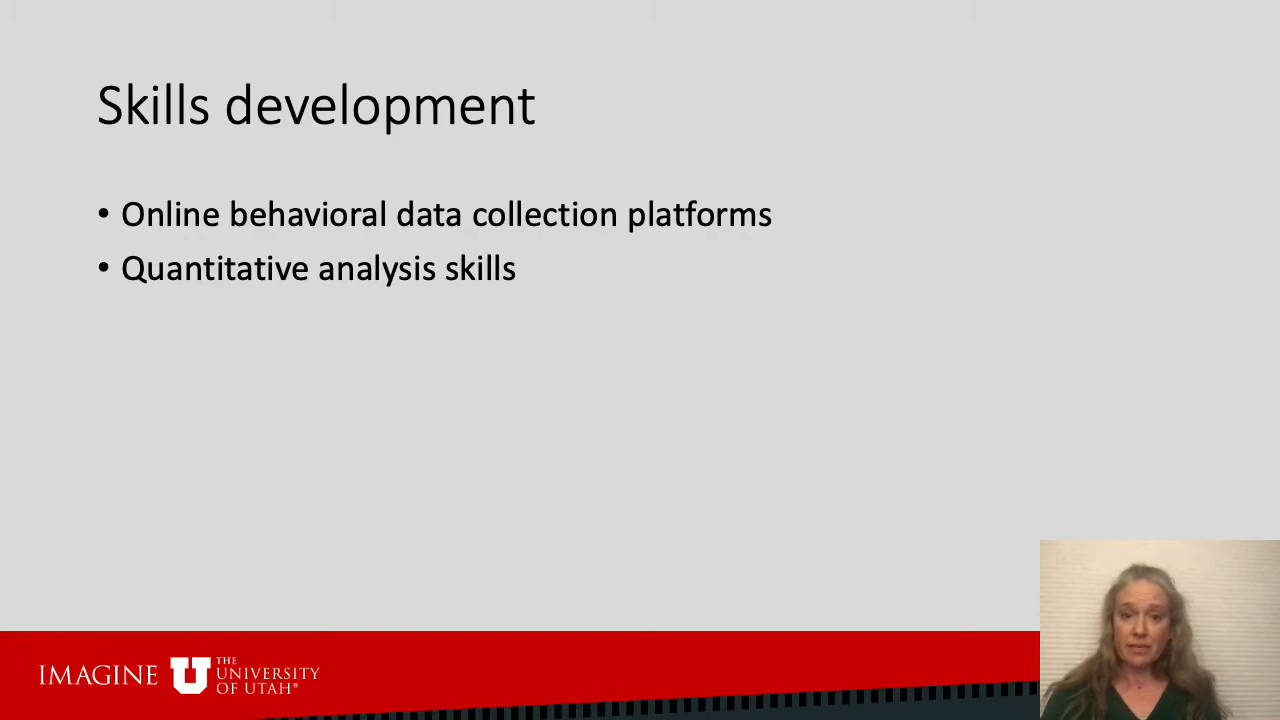 Skills development
• Online behavioral data collection platforms
• Quantitative analysis skills
IMAGINE
THE
UNIVERSITY
OF UTAH®